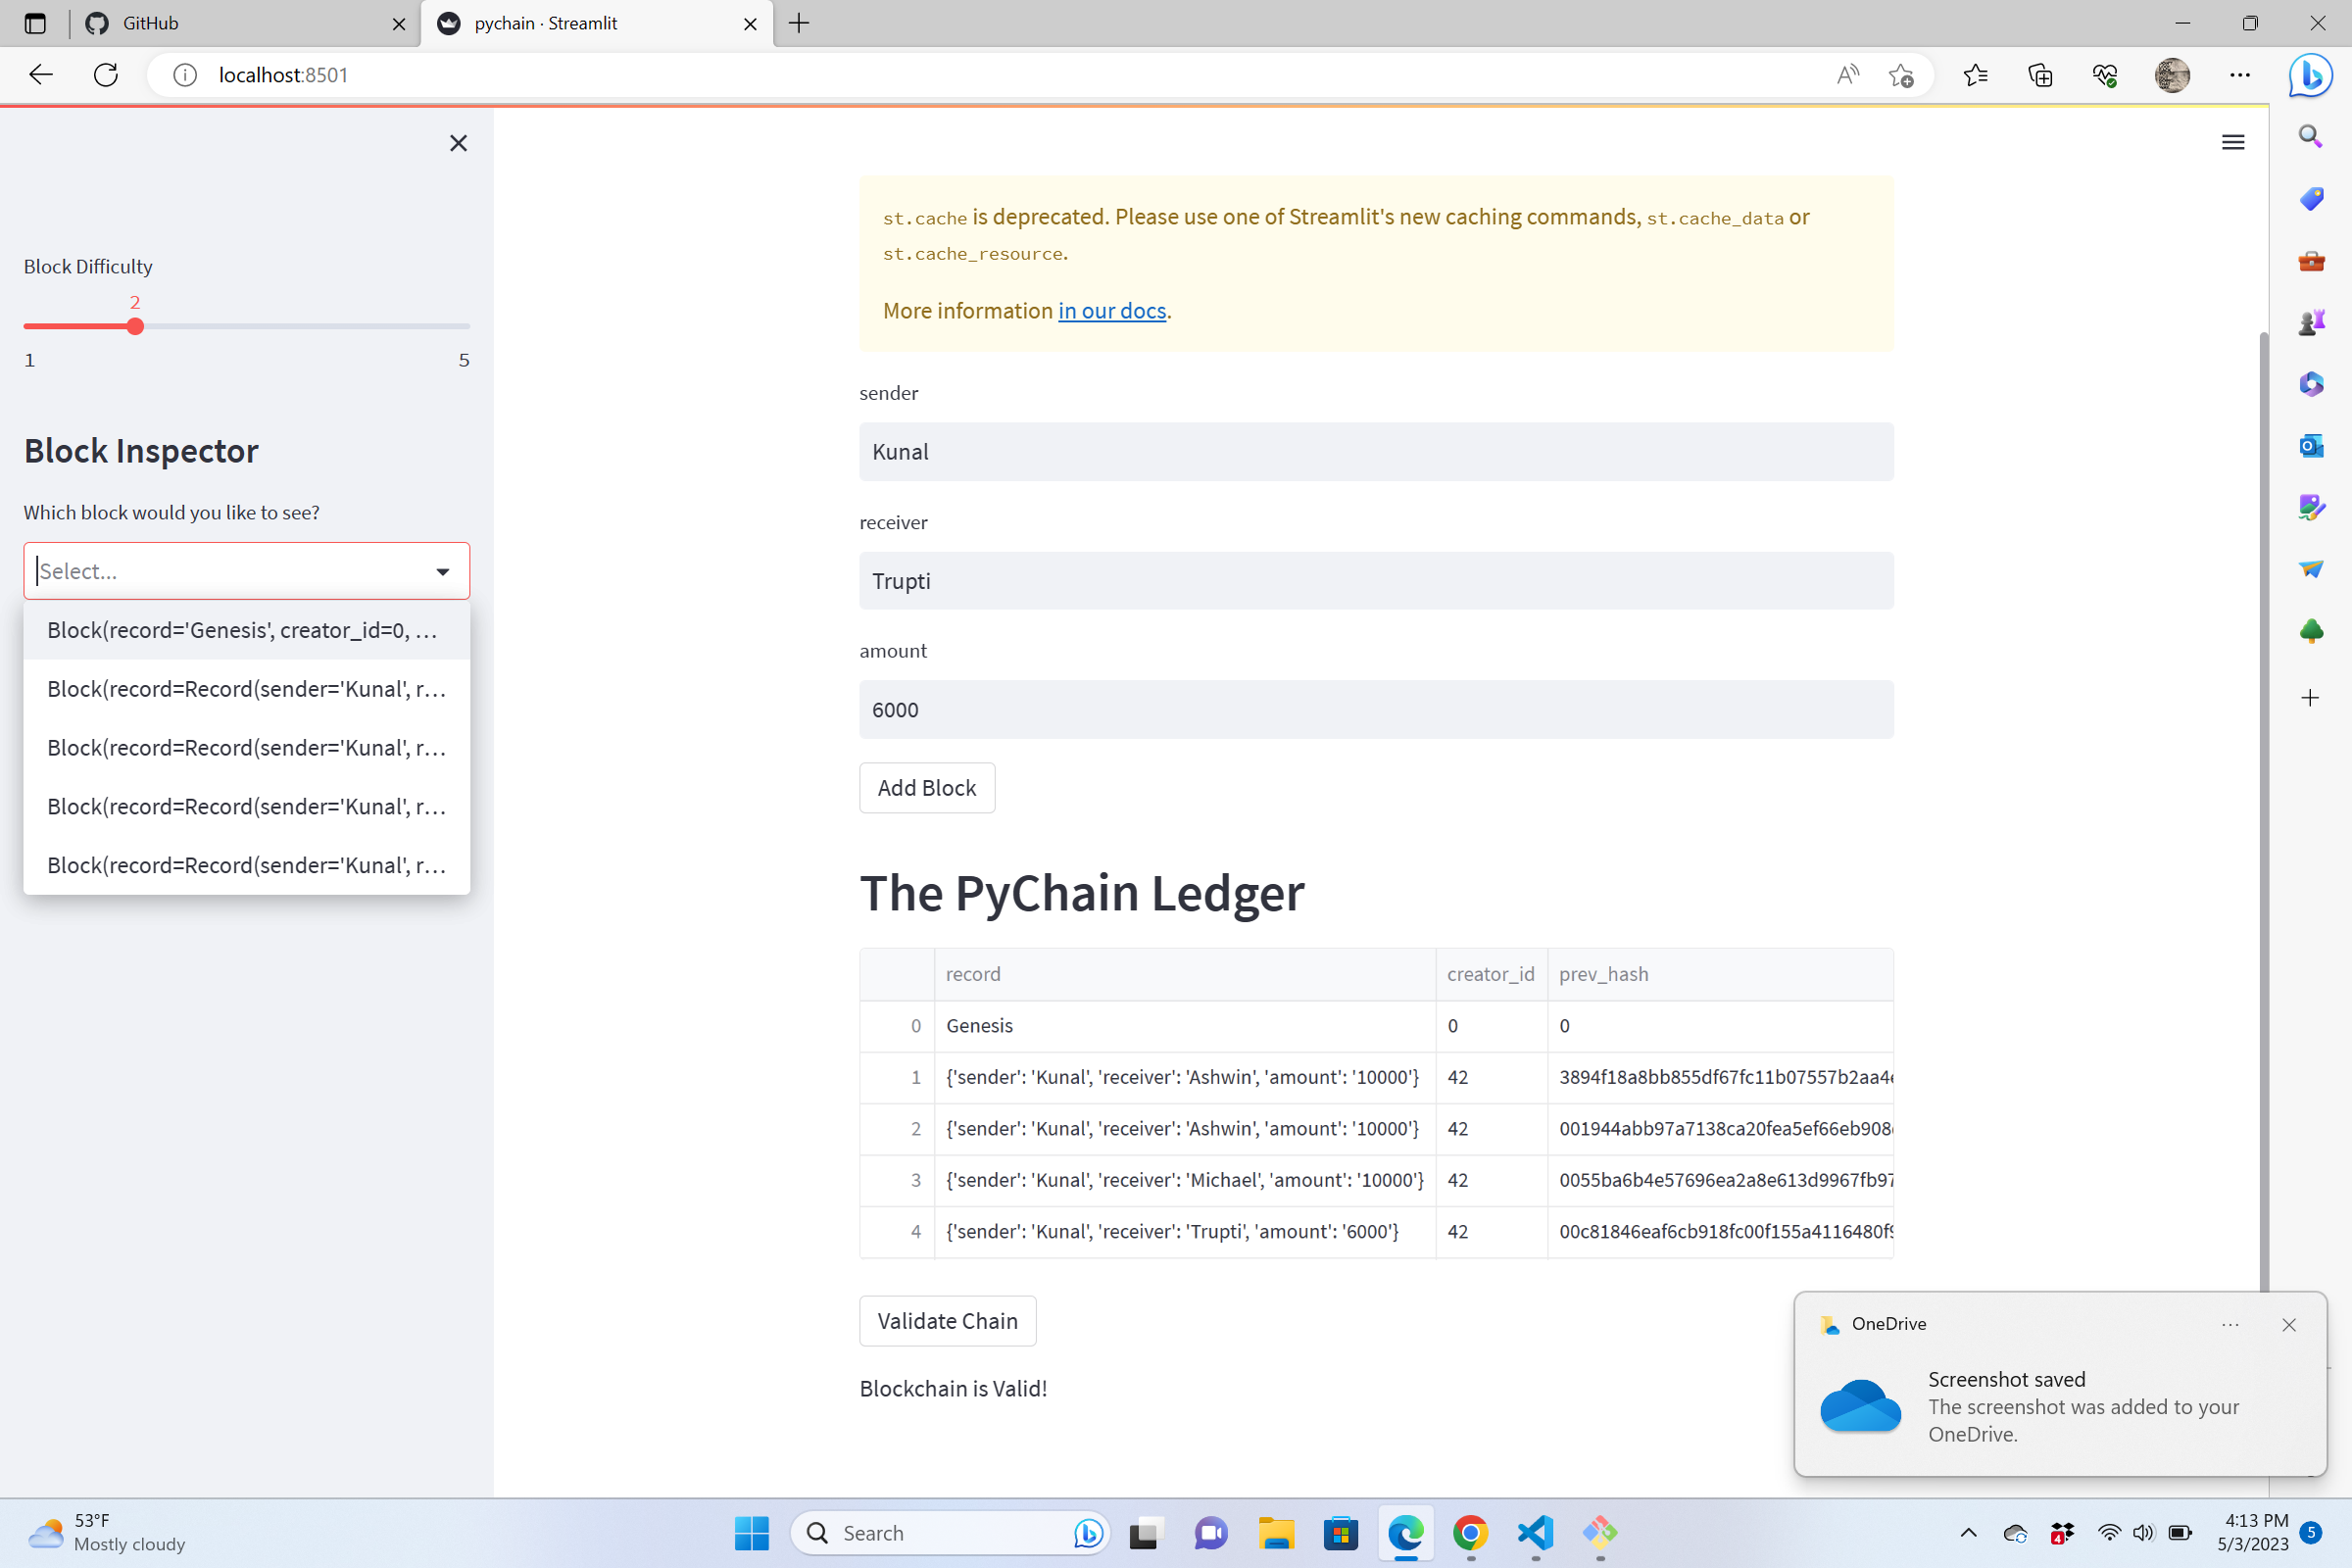 GitHub
pychain · Streamlit
localhost:8501
Block Difficulty
2
1 5
Block Inspector
Which block would you like to see?
Select...
Block(record='Genesis', creator_id=0, …
Block(record=Record(sender='Kunal', r…
Block(record=Record(sender='Kunal', r…
Block(record=Record(sender='Kunal', r…
Block(record=Record(sender='Kunal', r…
st.cache is deprecated. Please use one of Streamlit's new caching commands, st.cache_data or
st.cache_resource.
More information in our docs.
sender
Kunal
receiver
Trupti
amount
6000
Add Block
The PyChain Ledger
record creator_id prev_hash
0 Genesis 0 0
1 {'sender': 'Kunal', 'receiver': 'Ashwin', 'amount': '10000'} 42 3894f18a8bb855df67fc11b07557b2aa4
2 {'sender': 'Kunal', 'receiver': 'Ashwin', 'amount': '10000'} 42 001944abb97a7138ca20fea5ef66eb908
3 {'sender': 'Kunal', 'receiver': 'Michael', 'amount': '10000'} 42 0055ba6b4e57696ea2a8e613d9967fb97
4 {'sender': 'Kunal', 'receiver': 'Trupti', 'amount': '6000'} 42 00c81846eaf6cb918fc00f155a4116480f
Validate Chain
Blockchain is Valid!
OneDrive
Screenshot saved
The screenshot was added to your
OneDrive.
53°F
Mostly cloudy
Search
4
4:13 PM
5/3/2023
5